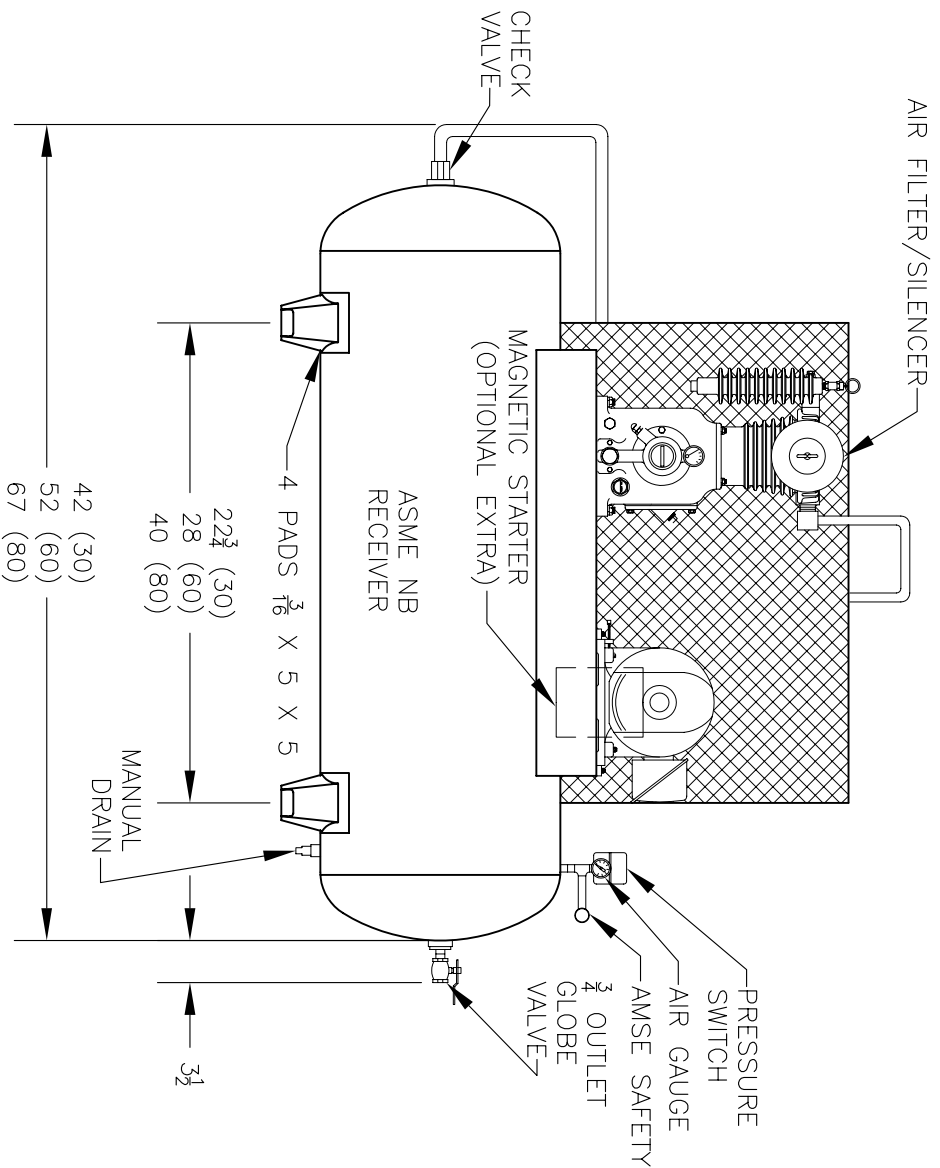 AIR FILTER/SILENCER
CHECK
VALVE
MAGNETIC STARTER
(OPTIONAL EXTRA)
ASME NB
RECEIVER
PRESSURE
SWITCH
AIR GAUGE
AMSE SAFETY
3/4 OUTLET
GLOBE
VALVE
4 PADS 3/16 X 5 X 5
MANUAL
DRAIN
22 3/4 (30)
28 (60)
40 (80)
3 1/2
42 (30)
52 (60)
67 (80)